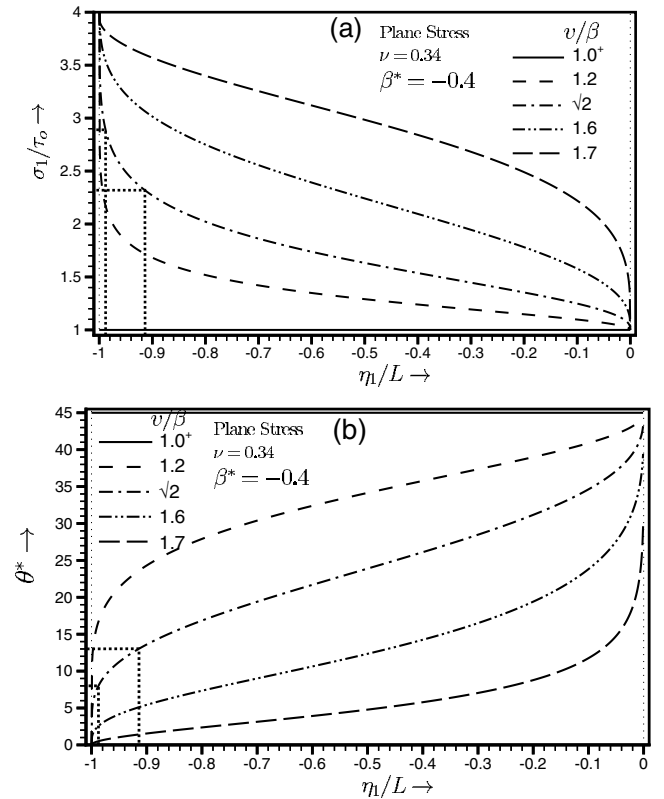 (a)
Plane Stress
ν = 0.34
β* = −0.4
υ/β
1.0⁺
1.2
√2
1.6
1.7
σ₁/τₒ →
4
3.5
3
2.5
2
1.5
1
-1 -0.9 -0.8 -0.7 -0.6 -0.5 -0.4 -0.3 -0.2 -0.1 0
η₁/L →
(b)
υ/β
1.0⁺
1.2
√2
1.6
1.7
Plane Stress
ν = 0.34
β* = −0.4
θ* →
45
40
35
30
25
20
15
10
5
0
-1 -0.9 -0.8 -0.7 -0.6 -0.5 -0.4 -0.3 -0.2 -0.1 0
η₁/L →